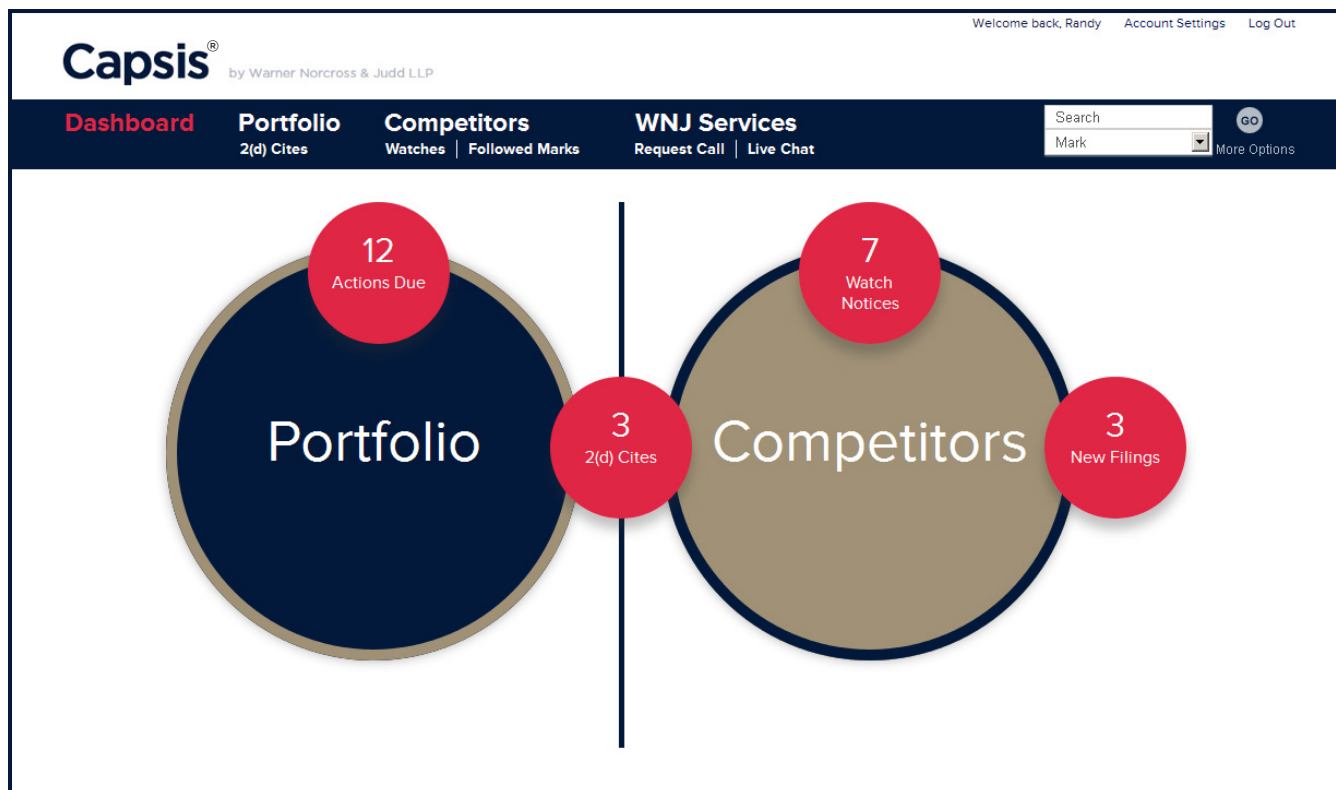 Welcome back, Randy Account Settings Log Out
Capsis®
by Warner Norcross & Judd LLP
Dashboard Portfolio Competitors WNJ Services
2(d) Cites Watches | Followed Marks Request Call | Live Chat
Search
GO
Mark
More Options
12
Actions Due
7
Watch
Notices
Portfolio
3
2(d) Cites
Competitors
3
New Filings